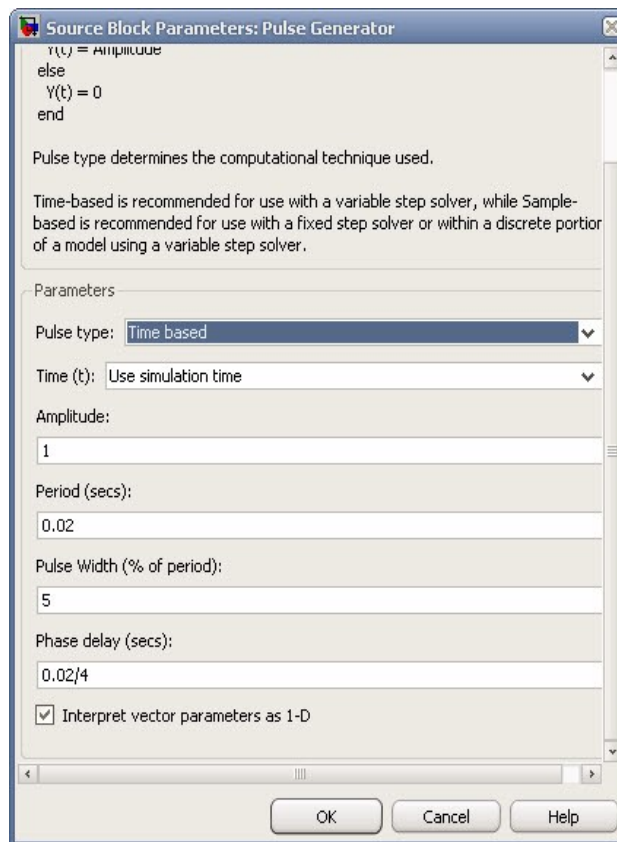 Source Block Parameters: Pulse Generator
Y(t) = Amplitude
else
Y(t) = 0
end
Pulse type determines the computational technique used.
Time-based is recommended for use with a variable step solver, while Sample-
based is recommended for use with a fixed step solver or within a discrete portion
of a model using a variable step solver.
Parameters
Pulse type: Time based
Time (t): Use simulation time
Amplitude:
1
Period (secs):
0.02
Pulse Width (% of period):
5
Phase delay (secs):
0.02/4
Interpret vector parameters as 1-D
OK Cancel Help